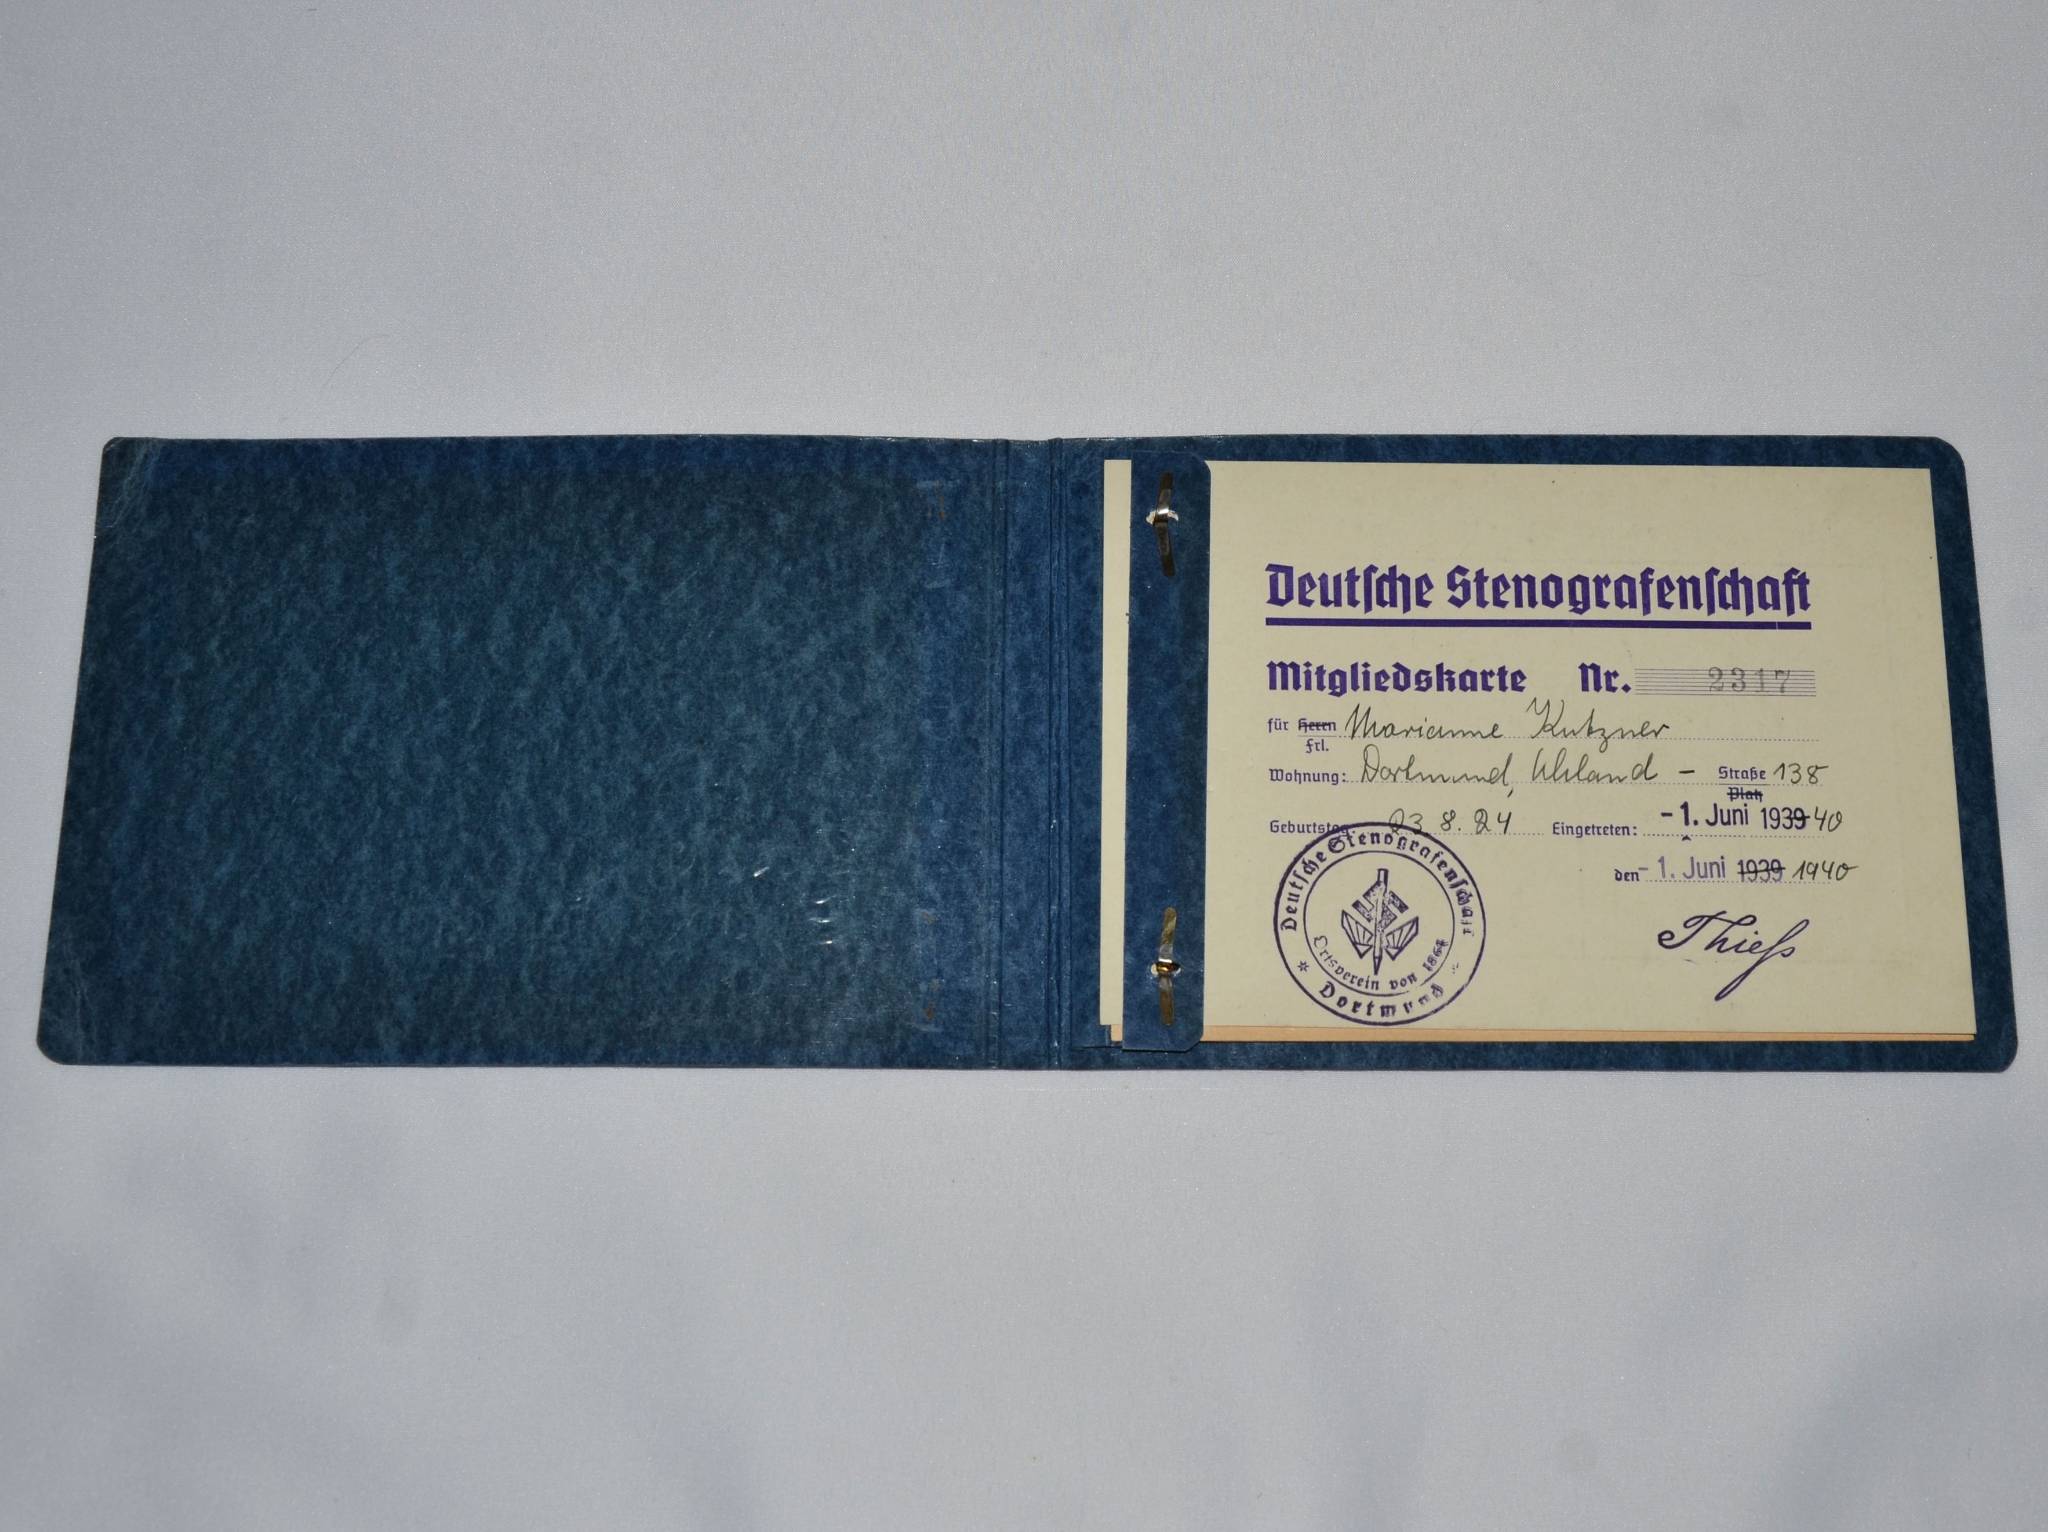 Deutsche Stenografenschaft
Mitgliedskarte Nr. 2317
für Herrn Marianne Kutzner
Frl.
Wohnung: Dortmund, Uhland - Straße 138
Platz
Geburtstag: 23.8.24 Eingetreten: -1. Juni 1939 40
den -1. Juni 1939 1940
Thieß
Deutsche Stenografenschaft
Ortsverein von 1864
* Dortmund *